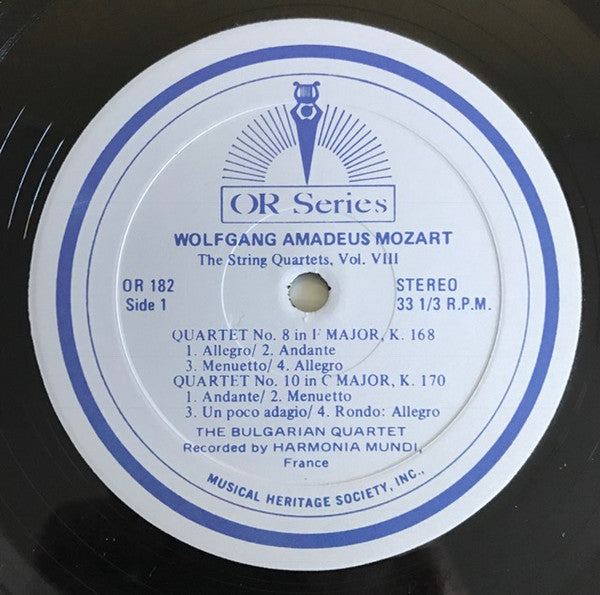 OR Series
WOLFGANG AMADEUS MOZART
The String Quartets, Vol. VIII
OR 182
Side 1
STEREO
33 1/3 R.P.M.
QUARTET No. 8 in F MAJOR, K. 168
1. Allegro/ 2. Andante
3. Menuetto/ 4. Allegro
QUARTET No. 10 in C MAJOR, K. 170
1. Andante/ 2. Menuetto
3. Un poco adagio/ 4. Rondo: Allegro
THE BULGARIAN QUARTET
Recorded by HARMONIA MUNDI,
France
MUSICAL HERITAGE SOCIETY, INC.,